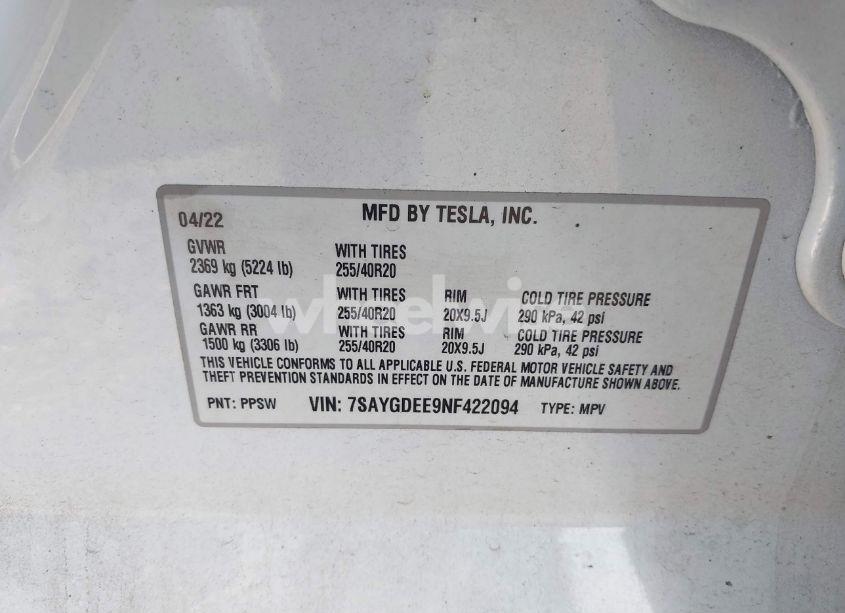 04/22 MFD BY TESLA, INC.
GVWR WITH TIRES
2369 kg (5224 lb) 255/40R20
GAWR FRT WITH TIRES RIM COLD TIRE PRESSURE
1363 kg (3004 lb) 255/40R20 20X9.5J 290 kPa, 42 psi
GAWR RR WITH TIRES RIM COLD TIRE PRESSURE
1500 kg (3306 lb) 255/40R20 20X9.5J 290 kPa, 42 psi
THIS VEHICLE CONFORMS TO ALL APPLICABLE U.S. FEDERAL MOTOR VEHICLE SAFETY AND
THEFT PREVENTION STANDARDS IN EFFECT ON THE DATE OF MANUFACTURE SHOWN ABOVE.
PNT: PPSW VIN: 7SAYGDEE9NF422094 TYPE: MPV